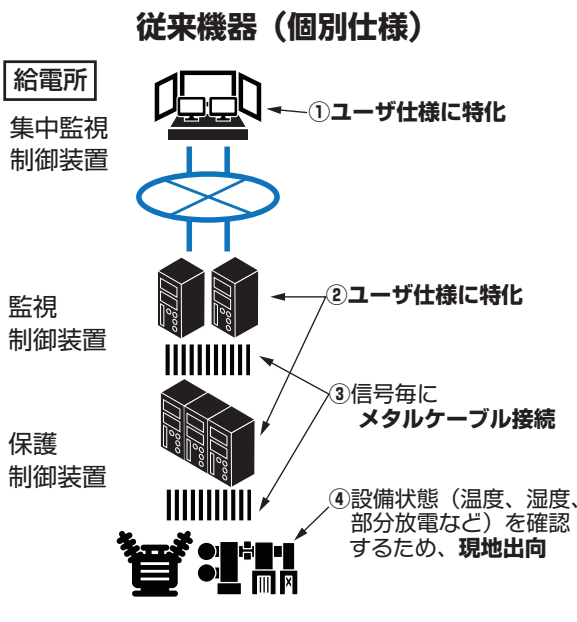 従来機器（個別仕様）
給電所
集中監視
制御装置
①ユーザ仕様に特化
監視
制御装置
②ユーザ仕様に特化
③信号毎に
メタルケーブル接続
保護
制御装置
④設備状態（温度、湿度、
部分放電など）を確認
するため、現地出向